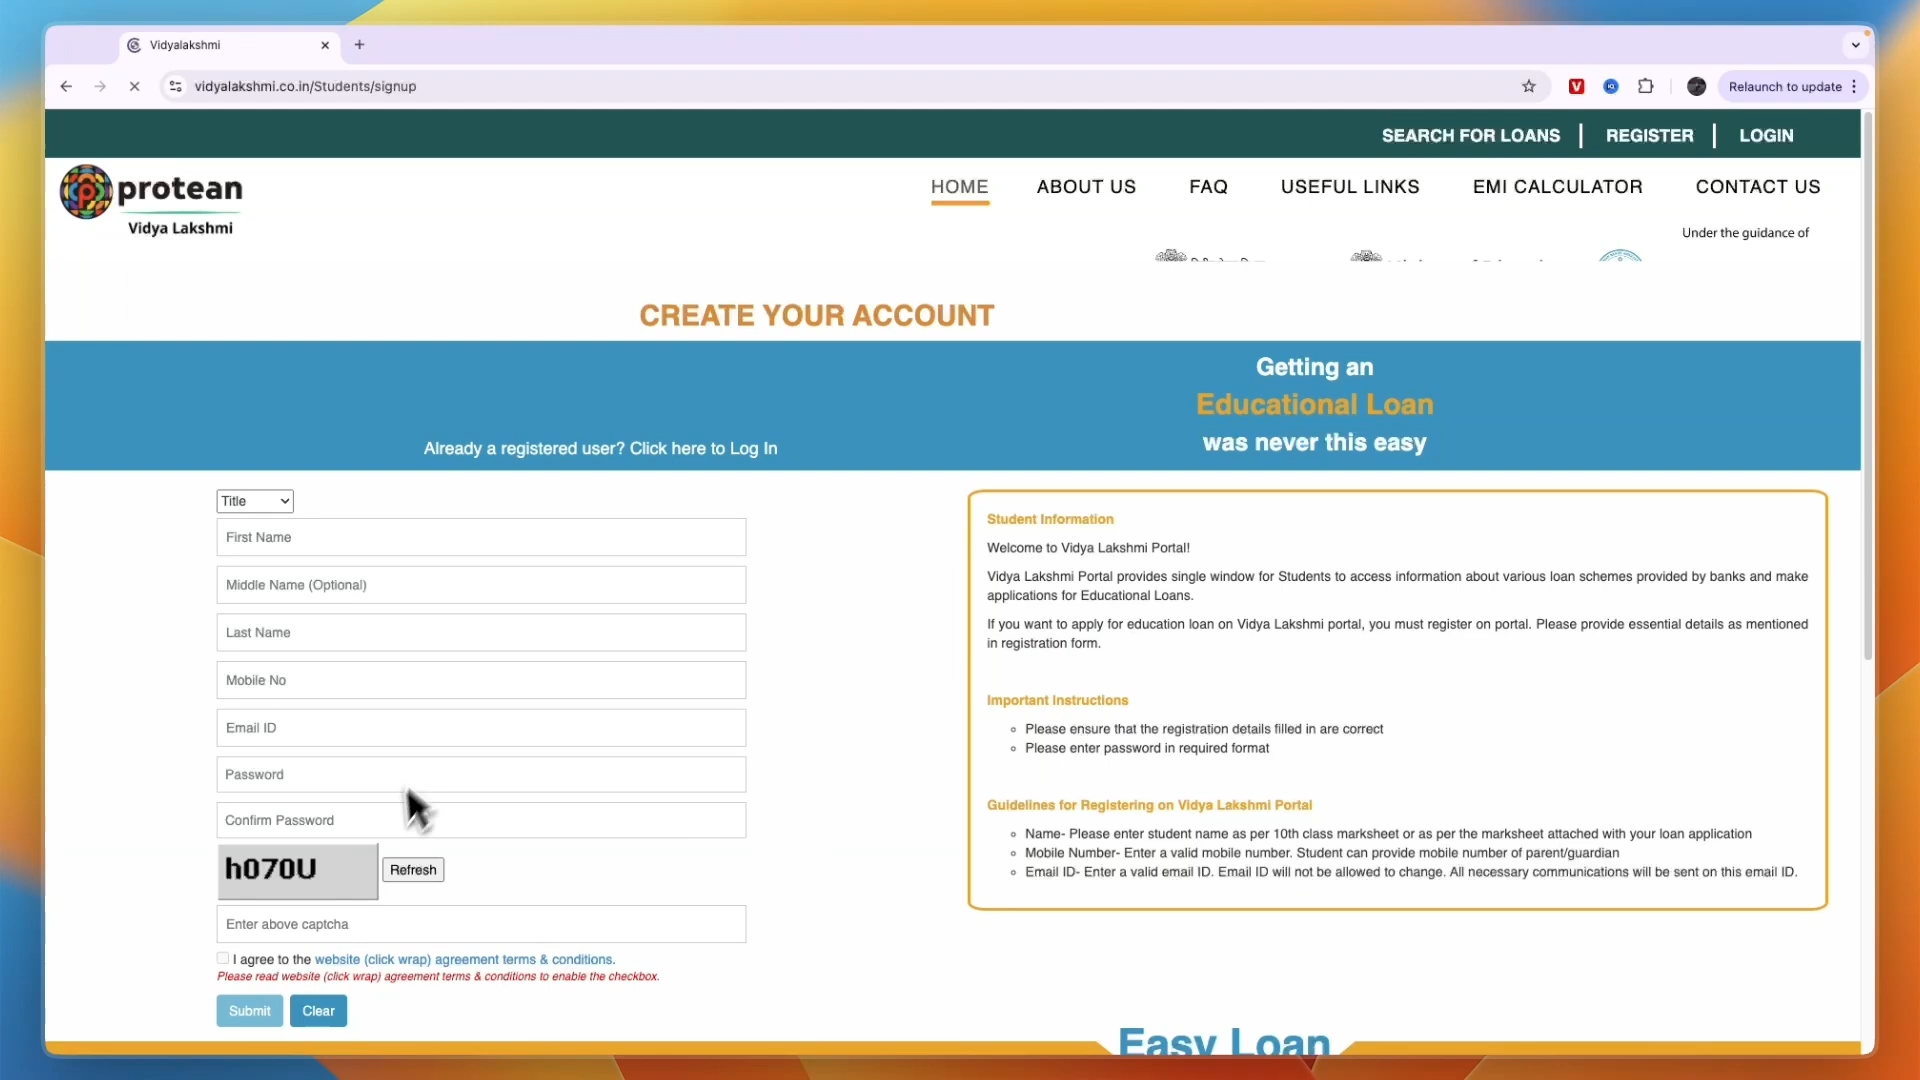 Vidyalakshmi
vidyalakshmi.co.in/Students/signup
Relaunch to update
SEARCH FOR LOANS
REGISTER
LOGIN
protean
Vidya Lakshmi
HOME
ABOUT US
FAQ
USEFUL LINKS
EMI CALCULATOR
CONTACT US
Under the guidance of
CREATE YOUR ACCOUNT
Already a registered user? Click here to Log In
Getting an
Educational Loan
was never this easy
Title
First Name
Middle Name (Optional)
Last Name
Mobile No
Email ID
Password
Confirm Password
h070U
Refresh
Enter above captcha
I agree to the website (click wrap) agreement terms & conditions.
Please read website (click wrap) agreement terms & conditions to enable the checkbox.
Submit
Clear
Student Information
Welcome to Vidya Lakshmi Portal!
Vidya Lakshmi Portal provides single window for Students to access information about various loan schemes provided by banks and make
applications for Educational Loans.
If you want to apply for education loan on Vidya Lakshmi portal, you must register on portal. Please provide essential details as mentioned
in registration form.
Important Instructions
Please ensure that the registration details filled in are correct
Please enter password in required format
Guidelines for Registering on Vidya Lakshmi Portal
Name- Please enter student name as per 10th class marksheet or as per the marksheet attached with your loan application
Mobile Number- Enter a valid mobile number. Student can provide mobile number of parent/guardian
Email ID- Enter a valid email ID. Email ID will not be allowed to change. All necessary communications will be sent on this email ID.
Easy Loan